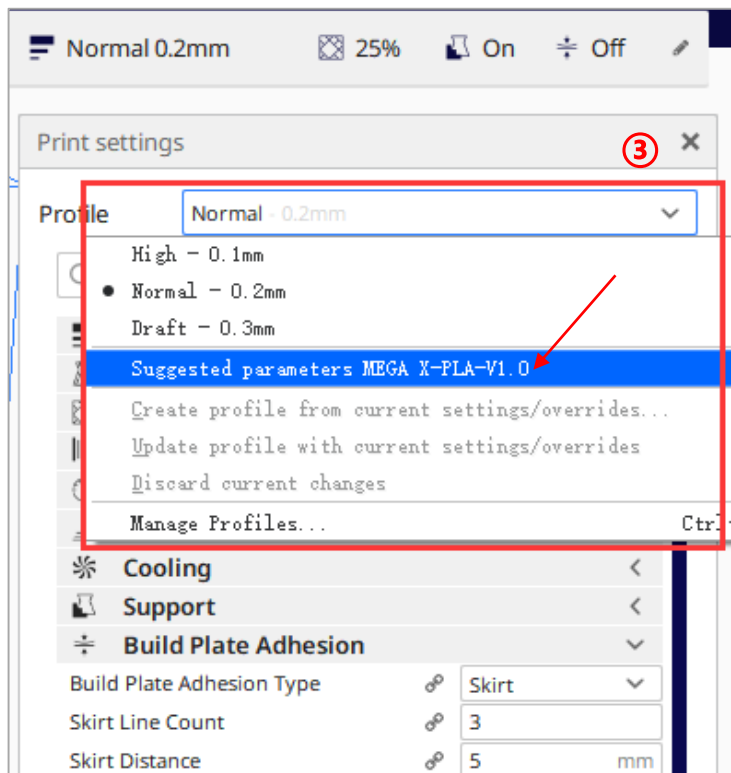 Normal 0.2mm 25% On Off
Print settings
③
Profile Normal - 0.2mm
High - 0.1mm
Normal - 0.2mm
Draft - 0.3mm
Suggested parameters MEGA X-PLA-V1.0
Create profile from current settings/overrides...
Update profile with current settings/overrides
Discard current changes
Manage Profiles... Ctrl
Cooling
Support
Build Plate Adhesion
Build Plate Adhesion Type Skirt
Skirt Line Count 3
Skirt Distance 5 mm